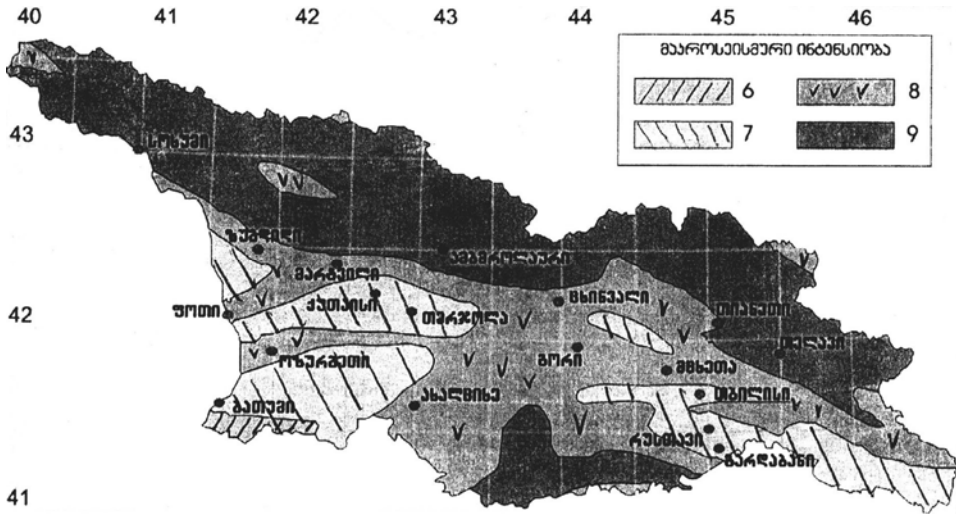 40 42 43 44 45 46
მაკროსეისმური ინტენსიობა
6 8
43
7 9
სოხუმი
ზუგდიდი
ამბროლაური
მარტვილი
ცხინვალი
ქუთაისი
42
ფოთი
თიანეთი
თერჯოლა
თელავი
გორი
ოზურგეთი
მცხეთა
ახალციხე
თბილისი
ბათუმი
რუსთავი
გარდაბანი
41